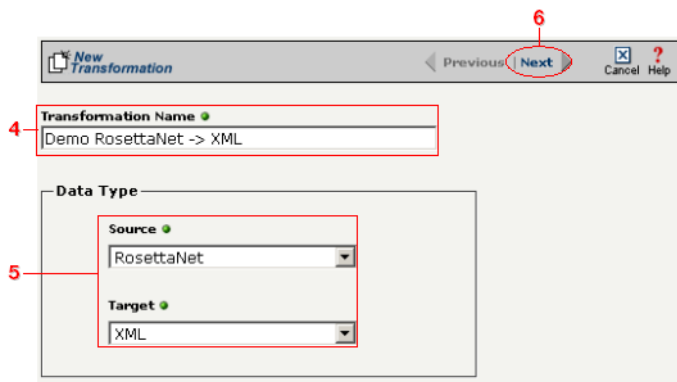 6
New
Transformation
Previous | Next
Cancel Help
Transformation Name
4
Demo RosettaNet -> XML
Data Type
Source
RosettaNet
5
Target
XML